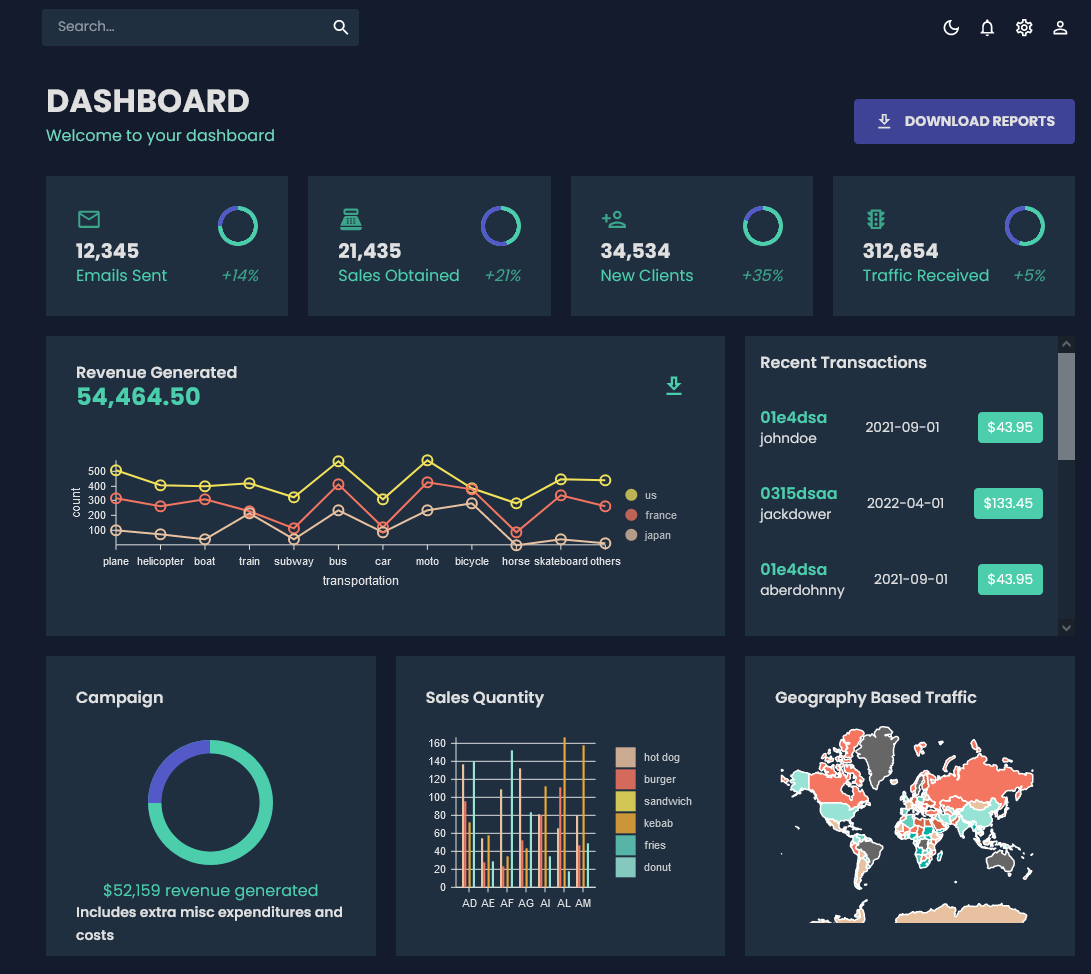 Search...
DASHBOARD
Welcome to your dashboard
DOWNLOAD REPORTS
12,345
Emails Sent +14%
21,435
Sales Obtained +21%
34,534
New Clients +35%
312,654
Traffic Received +5%
Revenue Generated
54,464.50
500
400
300
200
100
count
plane helicopter boat train subway bus car moto bicycle horse skateboard others
transportation
us
france
japan
Recent Transactions
01e4dsa
johndoe
2021-09-01
$43.95
0315dsaa
jackdower
2022-04-01
$133.45
01e4dsa
aberdohnny
2021-09-01
$43.95
Campaign
$52,159 revenue generated
Includes extra misc expenditures and
costs
Sales Quantity
160
140
120
100
80
60
40
20
0
AD AE AF AG AI AL AM
hot dog
burger
sandwich
kebab
fries
donut
Geography Based Traffic